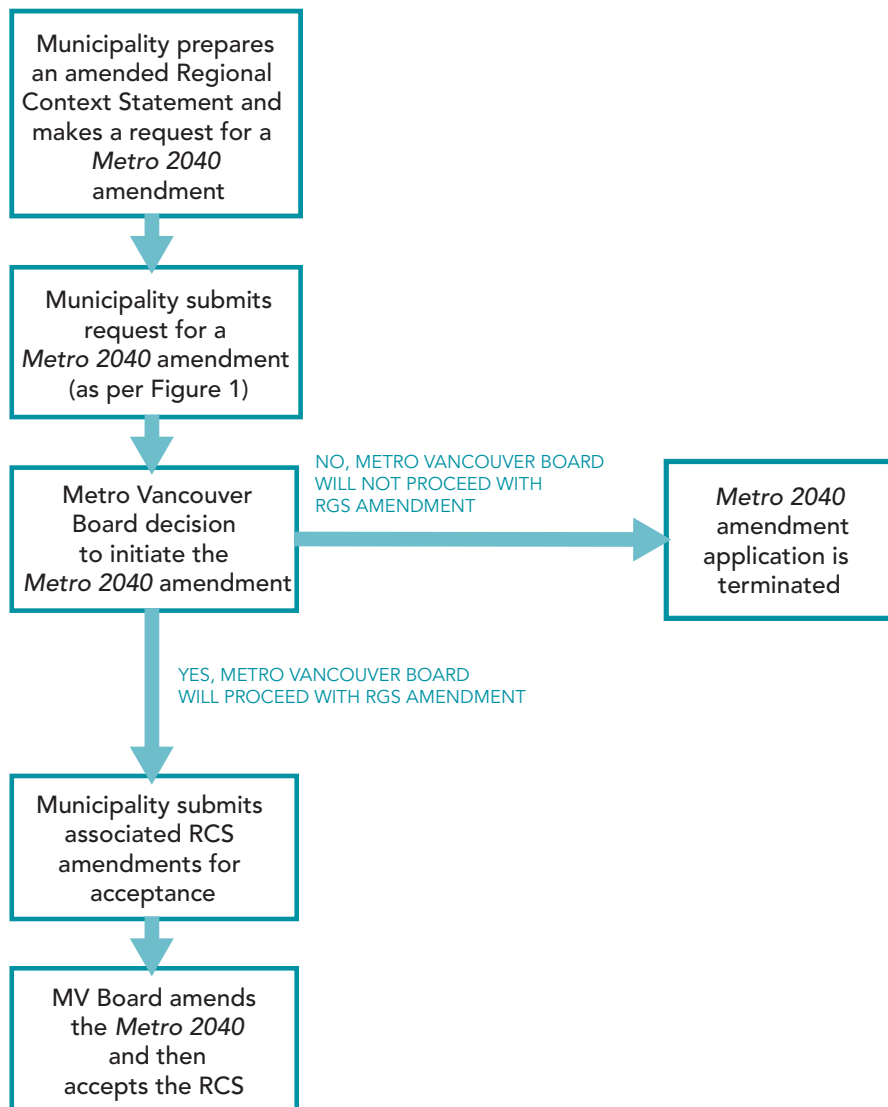 Municipality prepares
an amended Regional
Context Statement and
makes a request for a
Metro 2040
amendment
Municipality submits
request for a
Metro 2040 amendment
(as per Figure 1)
Metro Vancouver
Board decision
to initiate the
Metro 2040 amendment
NO, METRO VANCOUVER BOARD
WILL NOT PROCEED WITH
RGS AMENDMENT
Metro 2040
amendment
application is
terminated
YES, METRO VANCOUVER BOARD
WILL PROCEED WITH RGS AMENDMENT
Municipality submits
associated RCS
amendments for
acceptance
MV Board amends
the Metro 2040
and then
accepts the RCS